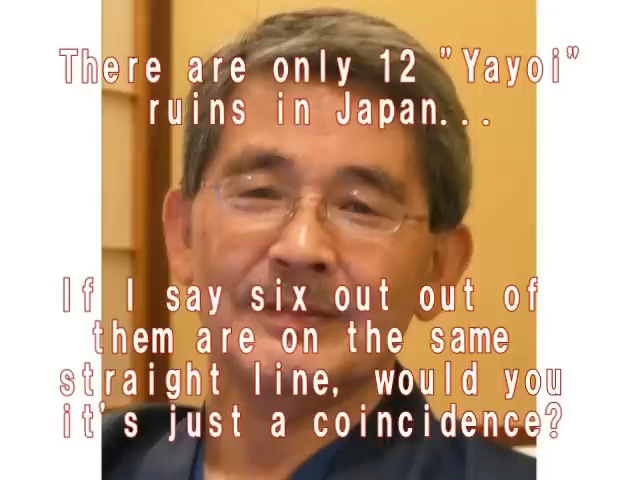 There are only 12 "Yayoi"
ruins in Japan...
If I say six out out of
them are on the same
straight line, would you
it's just a coincidence?